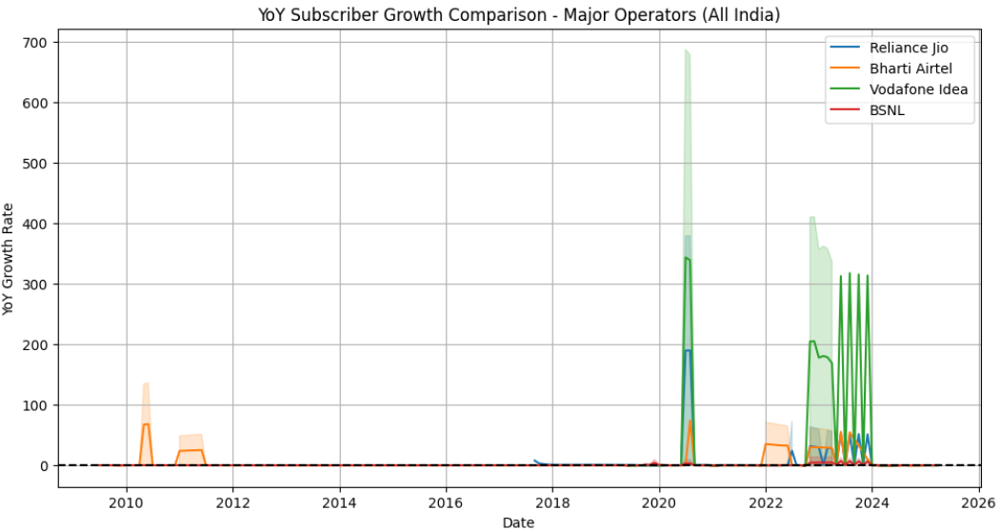 YoY Subscriber Growth Comparison - Major Operators (All India)
Reliance Jio
Bharti Airtel
Vodafone Idea
BSNL
YoY Growth Rate
700
600
500
400
300
200
100
0
2010 2012 2014 2016 2018 2020 2022 2024 2026
Date